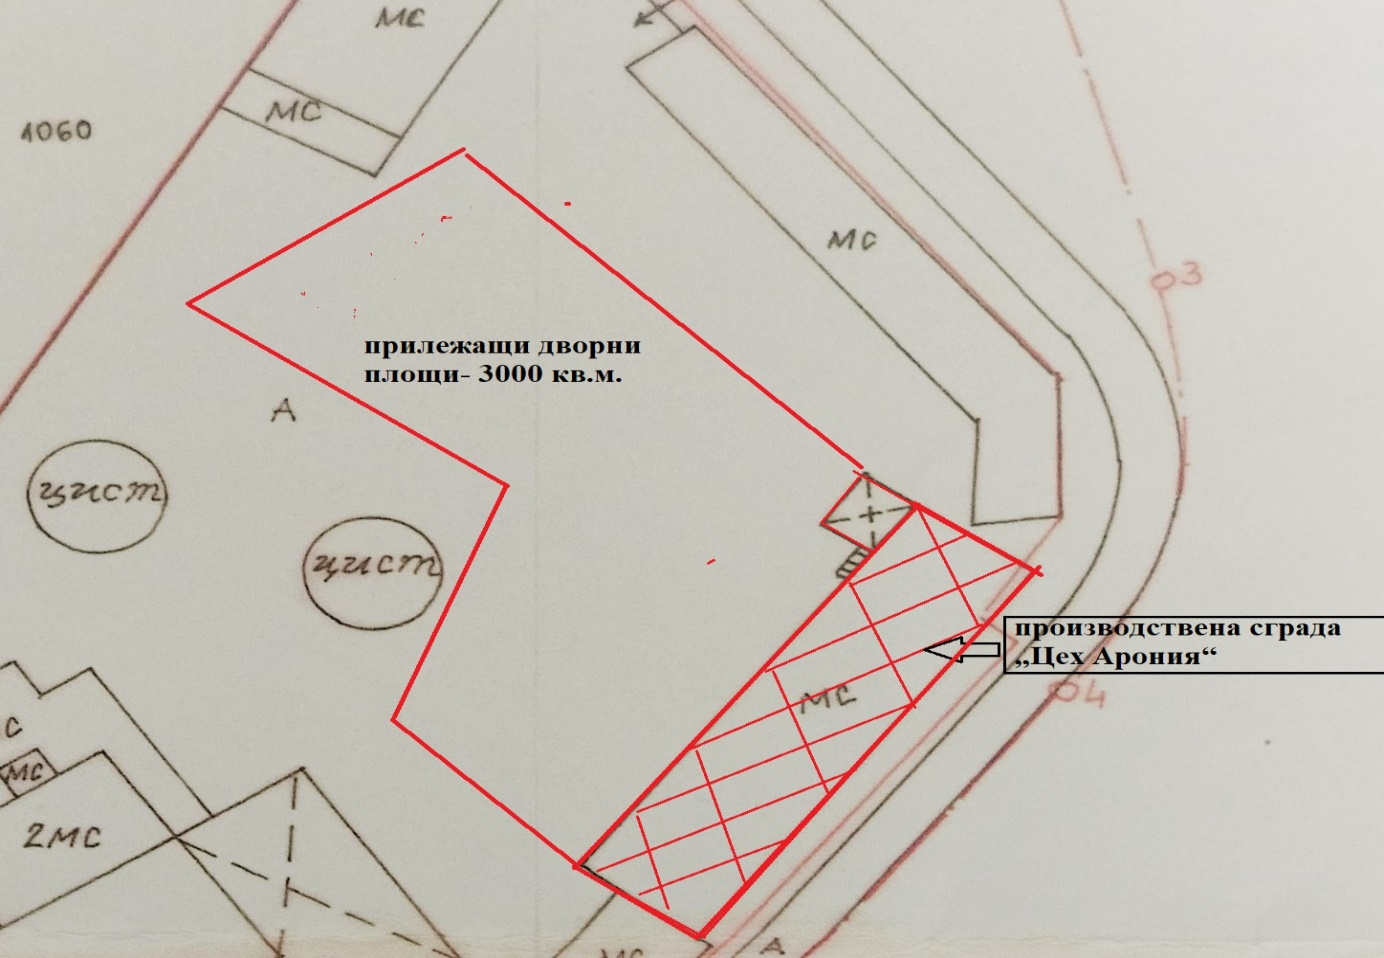 МС
МС
1060
МС
03
прилежащи дворни
площи- 3000 кв.м.
А
цист
цист
производствена сграда
„Цех Арония“
МС
04
С
МС
2МС
МС
А